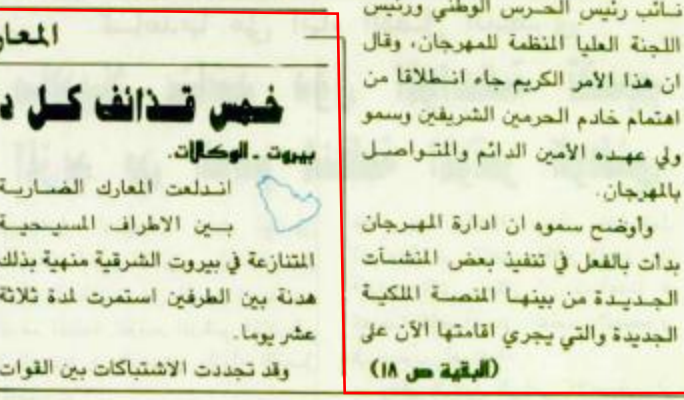 نائب رئيس الحرس الوطني ورئيس
اللجنة العليا المنظمة للمهرجان، وقال
ان هذا الأمر الكريم جاء انطلاقا من
اهتمام خادم الحرمين الشريفين وسمو
ولي عهده الأمين الدائم والمتواصل
بالمهرجان.
وأوضح سموه ان ادارة المهرجان
بدأت بالفعل في تنفيذ بعض المنشآت
الجديدة من بينها المنصة الملكية
الجديدة والتي يجري اقامتها الآن على
(البقية ص ١٨)
خمس قذائف كل
بيروت ـ الوكالات.
اندلعت المعارك الضارية
بين الاطراف المسيحية
المتنازعة في بيروت الشرقية منهية بذلك
هدنة بين الطرفين استمرت لمدة ثلاثة
عشر يوما.
وقد تجددت الاشتباكات بين القوات